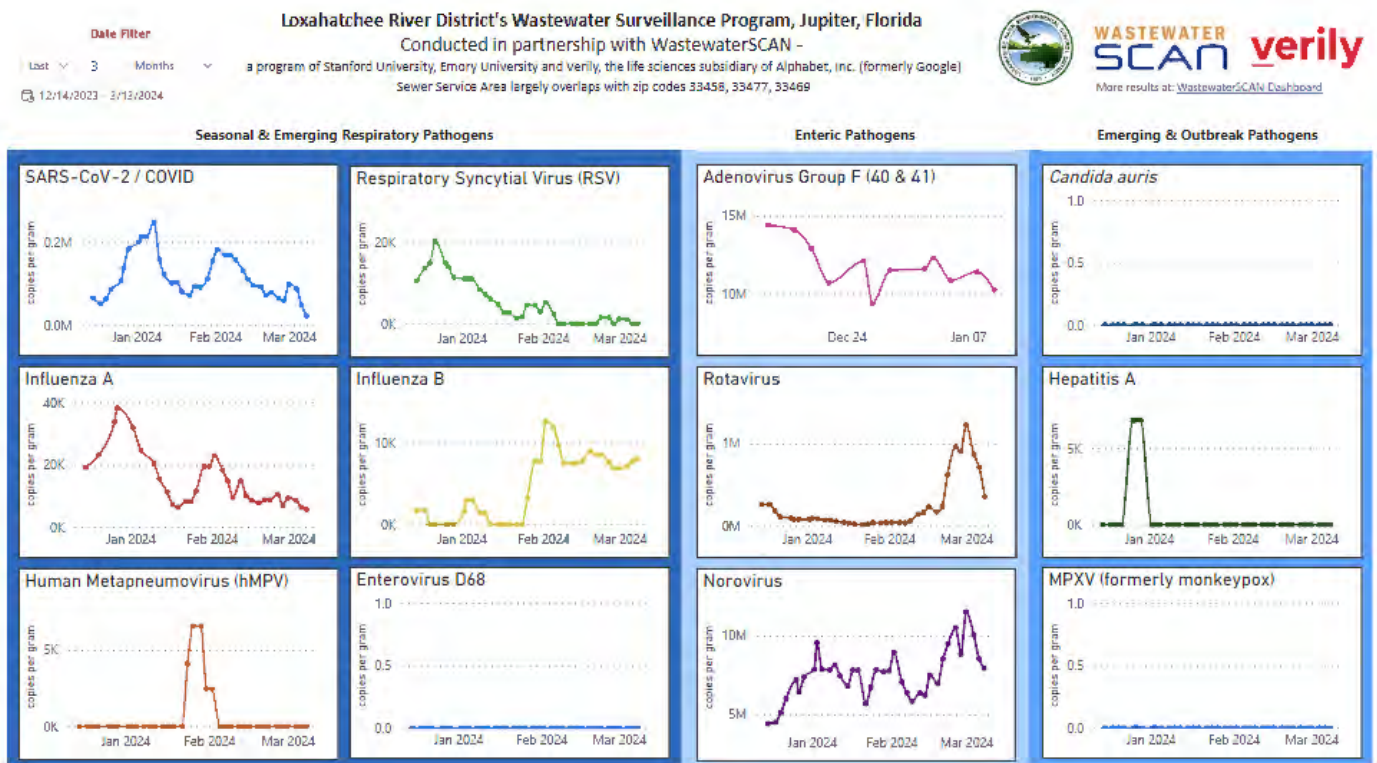 Loxahatchee River District's Wastewater Surveillance Program, Jupiter, Florida
Conducted in partnership with WastewaterSCAN -
a program of Stanford University, Emory University and Verily, the life sciences subsidiary of Alphabet, Inc. (formerly Google)
Sewer Service Area largely overlaps with zip codes 33458, 33477, 33469
Date Filter
Last 3 Months
12/14/2023 - 3/13/2024
WASTEWATER
SCAN
verily
More results at: WastewaterSCAN Dashboard
Seasonal & Emerging Respiratory Pathogens
Enteric Pathogens
Emerging & Outbreak Pathogens
SARS-CoV-2 / COVID
copies per gram
0.2M
0.0M
Jan 2024 Feb 2024 Mar 2024
Respiratory Syncytial Virus (RSV)
copies per gram
20K
0K
Jan 2024 Feb 2024 Mar 2024
Adenovirus Group F (40 & 41)
copies per gram
15M
10M
Dec 24 Jan 07
Candida auris
copies per gram
1.0
0.5
0.0
Jan 2024 Feb 2024 Mar 2024
Influenza A
copies per gram
40K
20K
0K
Jan 2024 Feb 2024 Mar 2024
Influenza B
copies per gram
10K
0K
Jan 2024 Feb 2024 Mar 2024
Rotavirus
copies per gram
1M
0M
Jan 2024 Feb 2024 Mar 2024
Hepatitis A
copies per gram
5K
0K
Jan 2024 Feb 2024 Mar 2024
Human Metapneumovirus (hMPV)
copies per gram
5K
0K
Jan 2024 Feb 2024 Mar 2024
Enterovirus D68
copies per gram
1.0
0.5
0.0
Jan 2024 Feb 2024 Mar 2024
Norovirus
copies per gram
10M
5M
Jan 2024 Feb 2024 Mar 2024
MPXV (formerly monkeypox)
copies per gram
1.0
0.5
0.0
Jan 2024 Feb 2024 Mar 2024